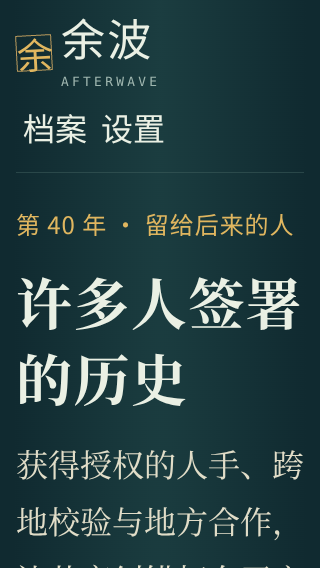 余
余波
AFTERWAVE
档案 设置
第 40 年 · 留给后来的人
许多人签署
的历史
获得授权的人手、跨
地校验与地方合作，